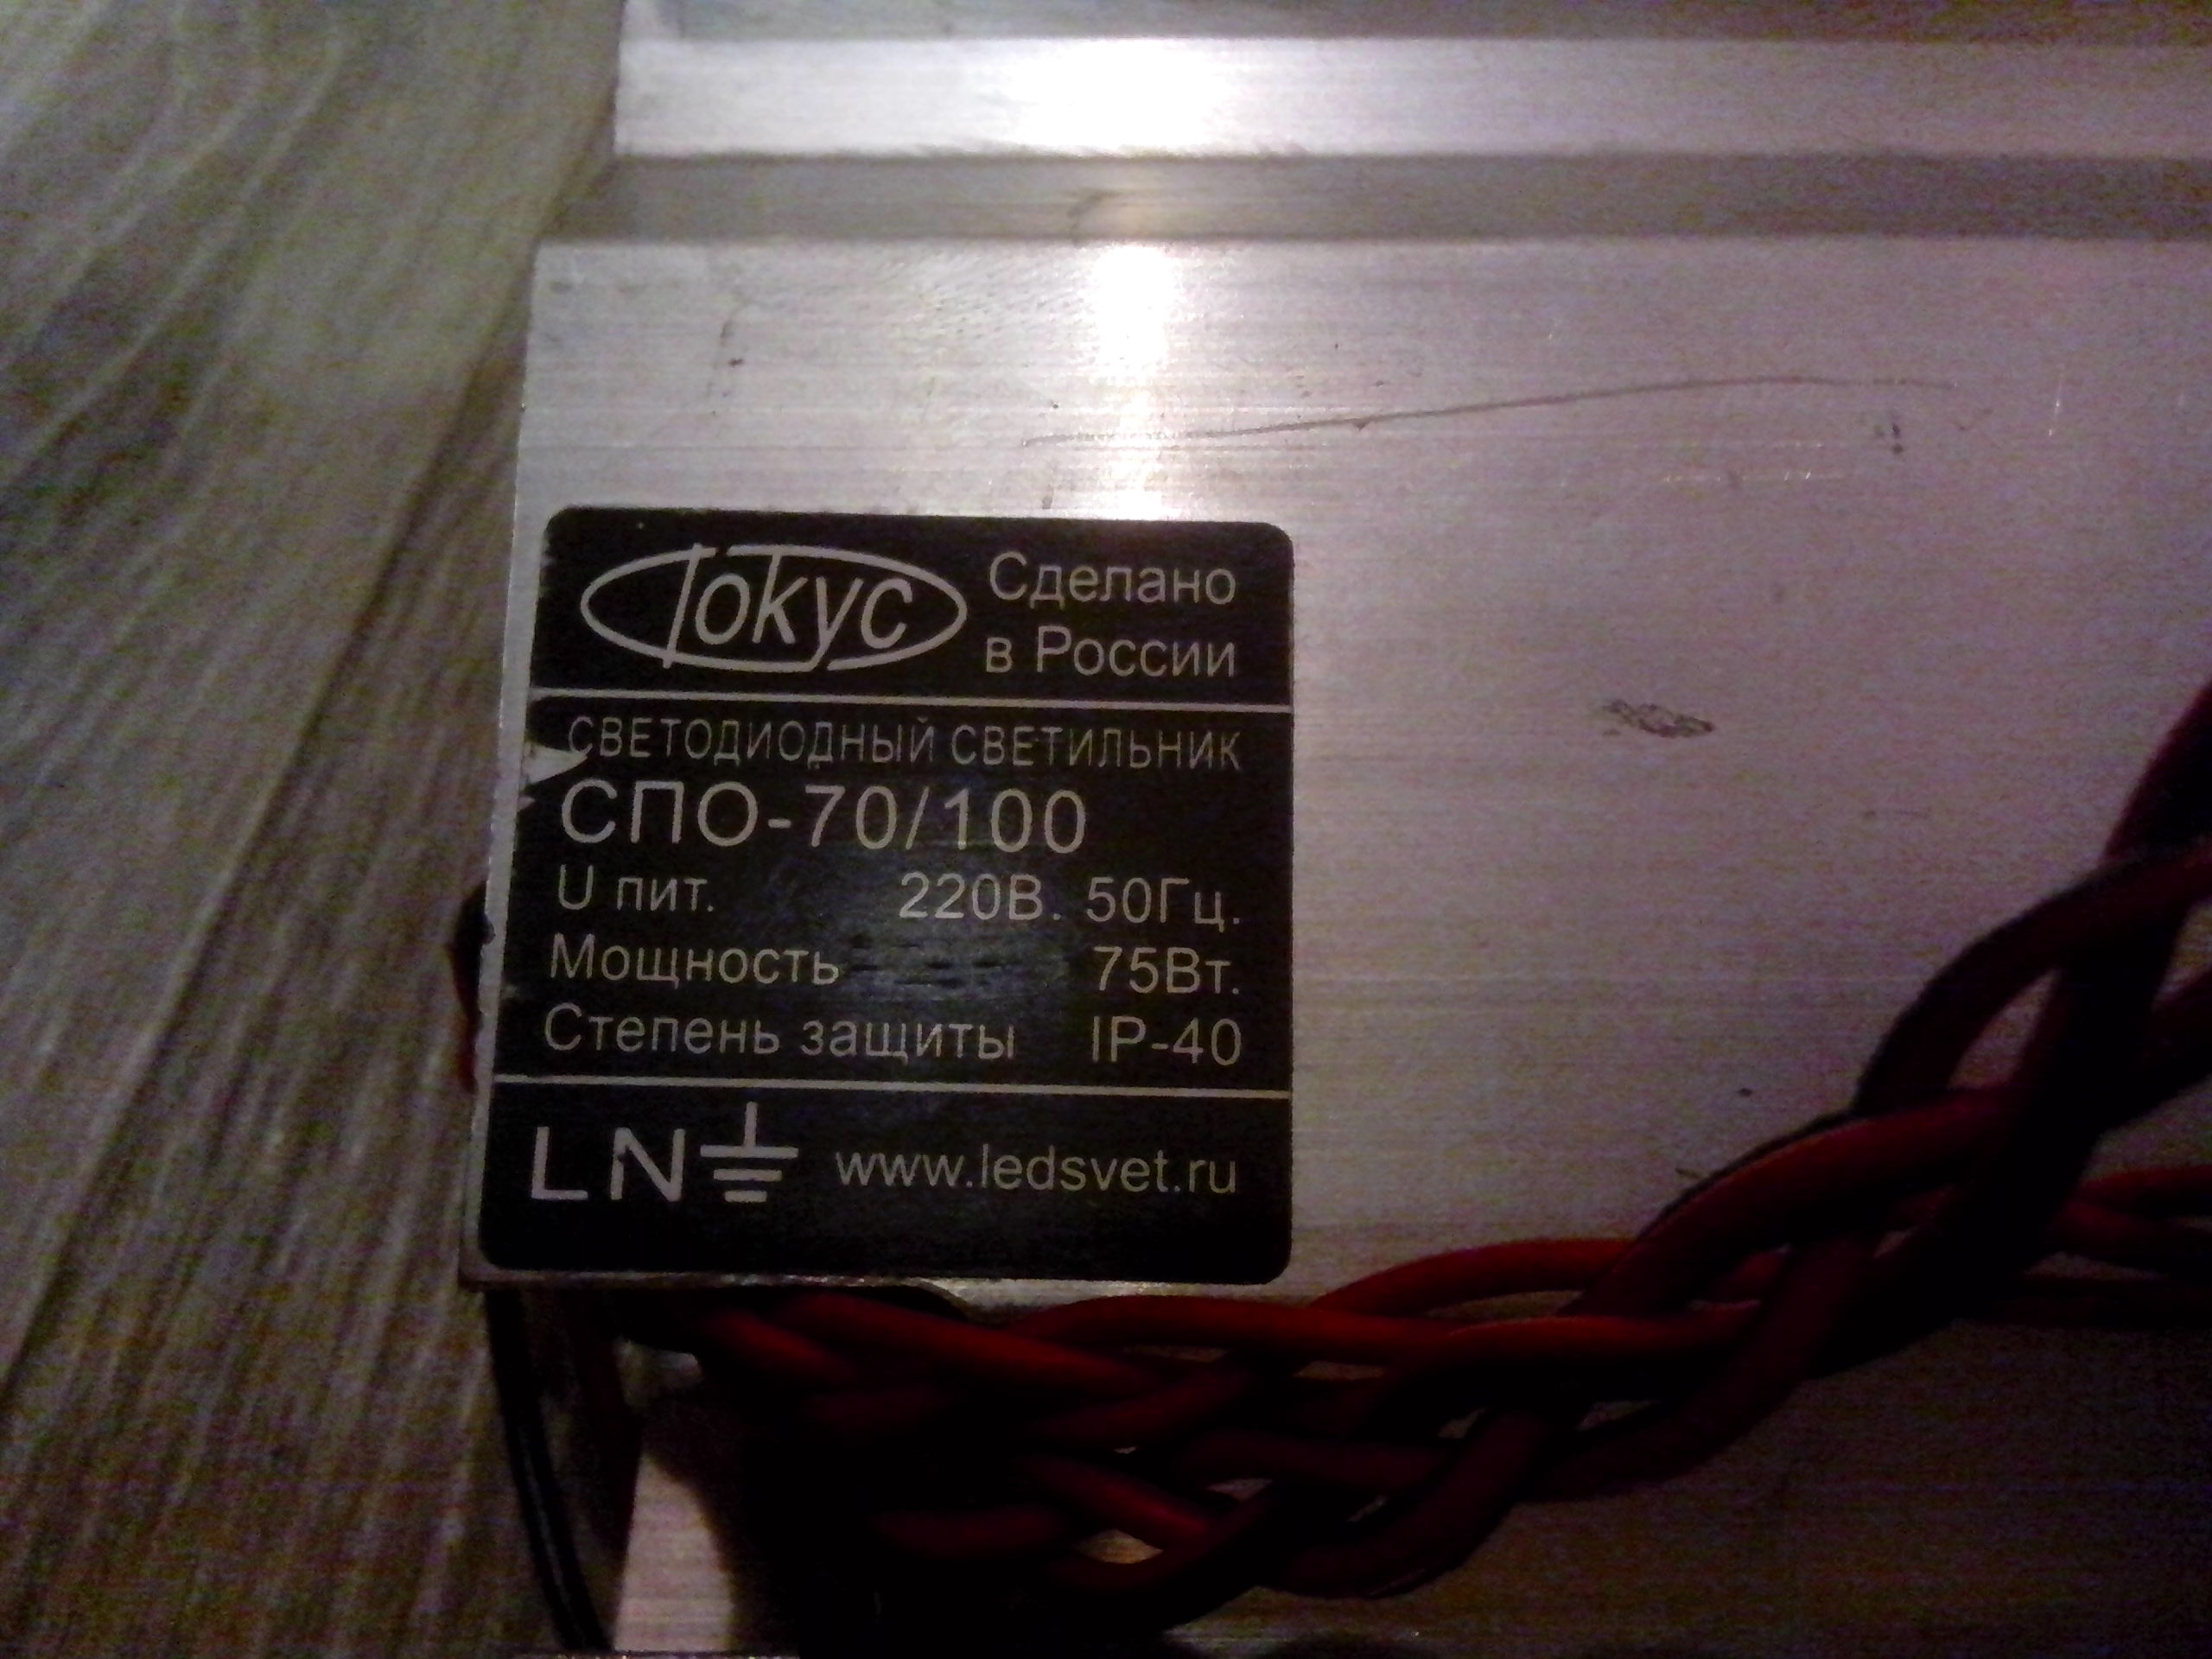 Фокус
Сделано
в России
СВЕТОДИОДНЫЙ СВЕТИЛЬНИК
СПО-70/100
U пит. 220В. 50Гц.
Мощность 75Вт.
Степень защиты IP-40
LN www.ledsvet.ru